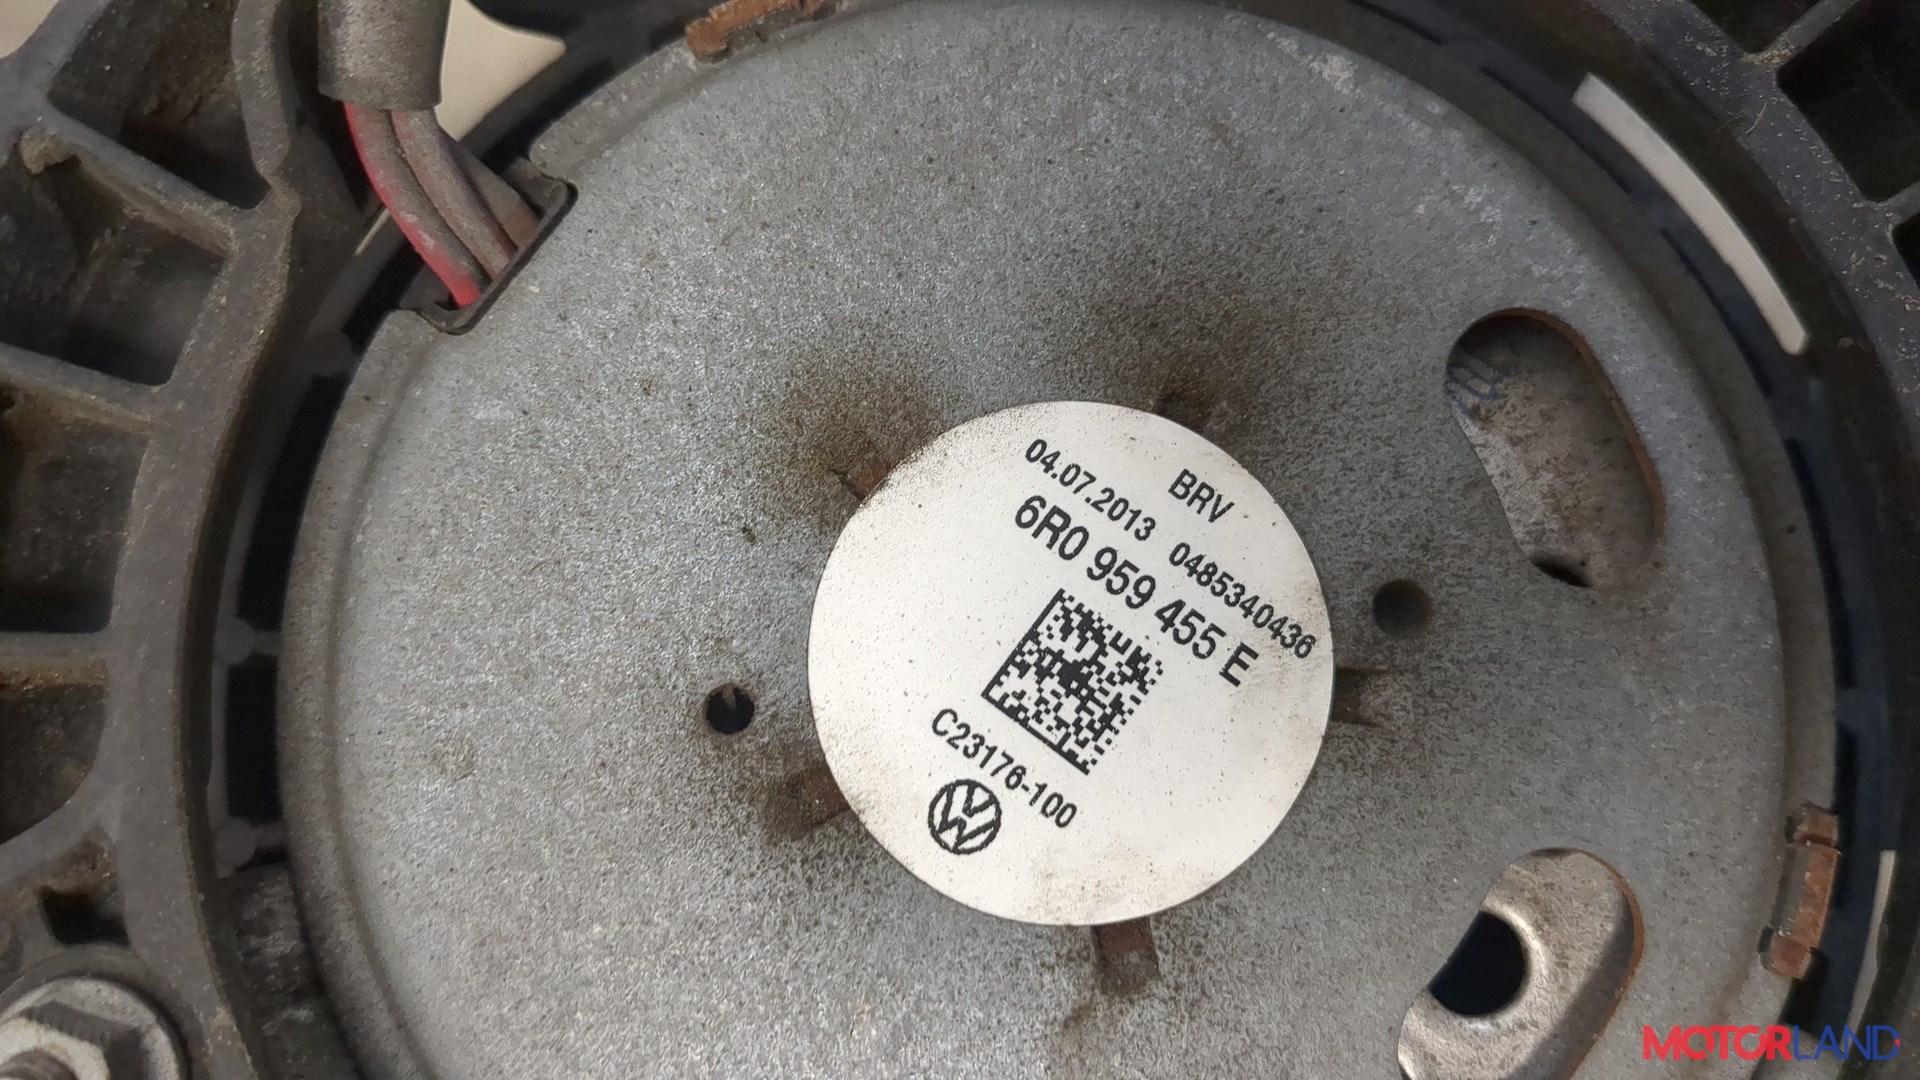 BRV
04.07.2013 0485340436
6R0 959 455 E
C23176-100
MOTORLAND